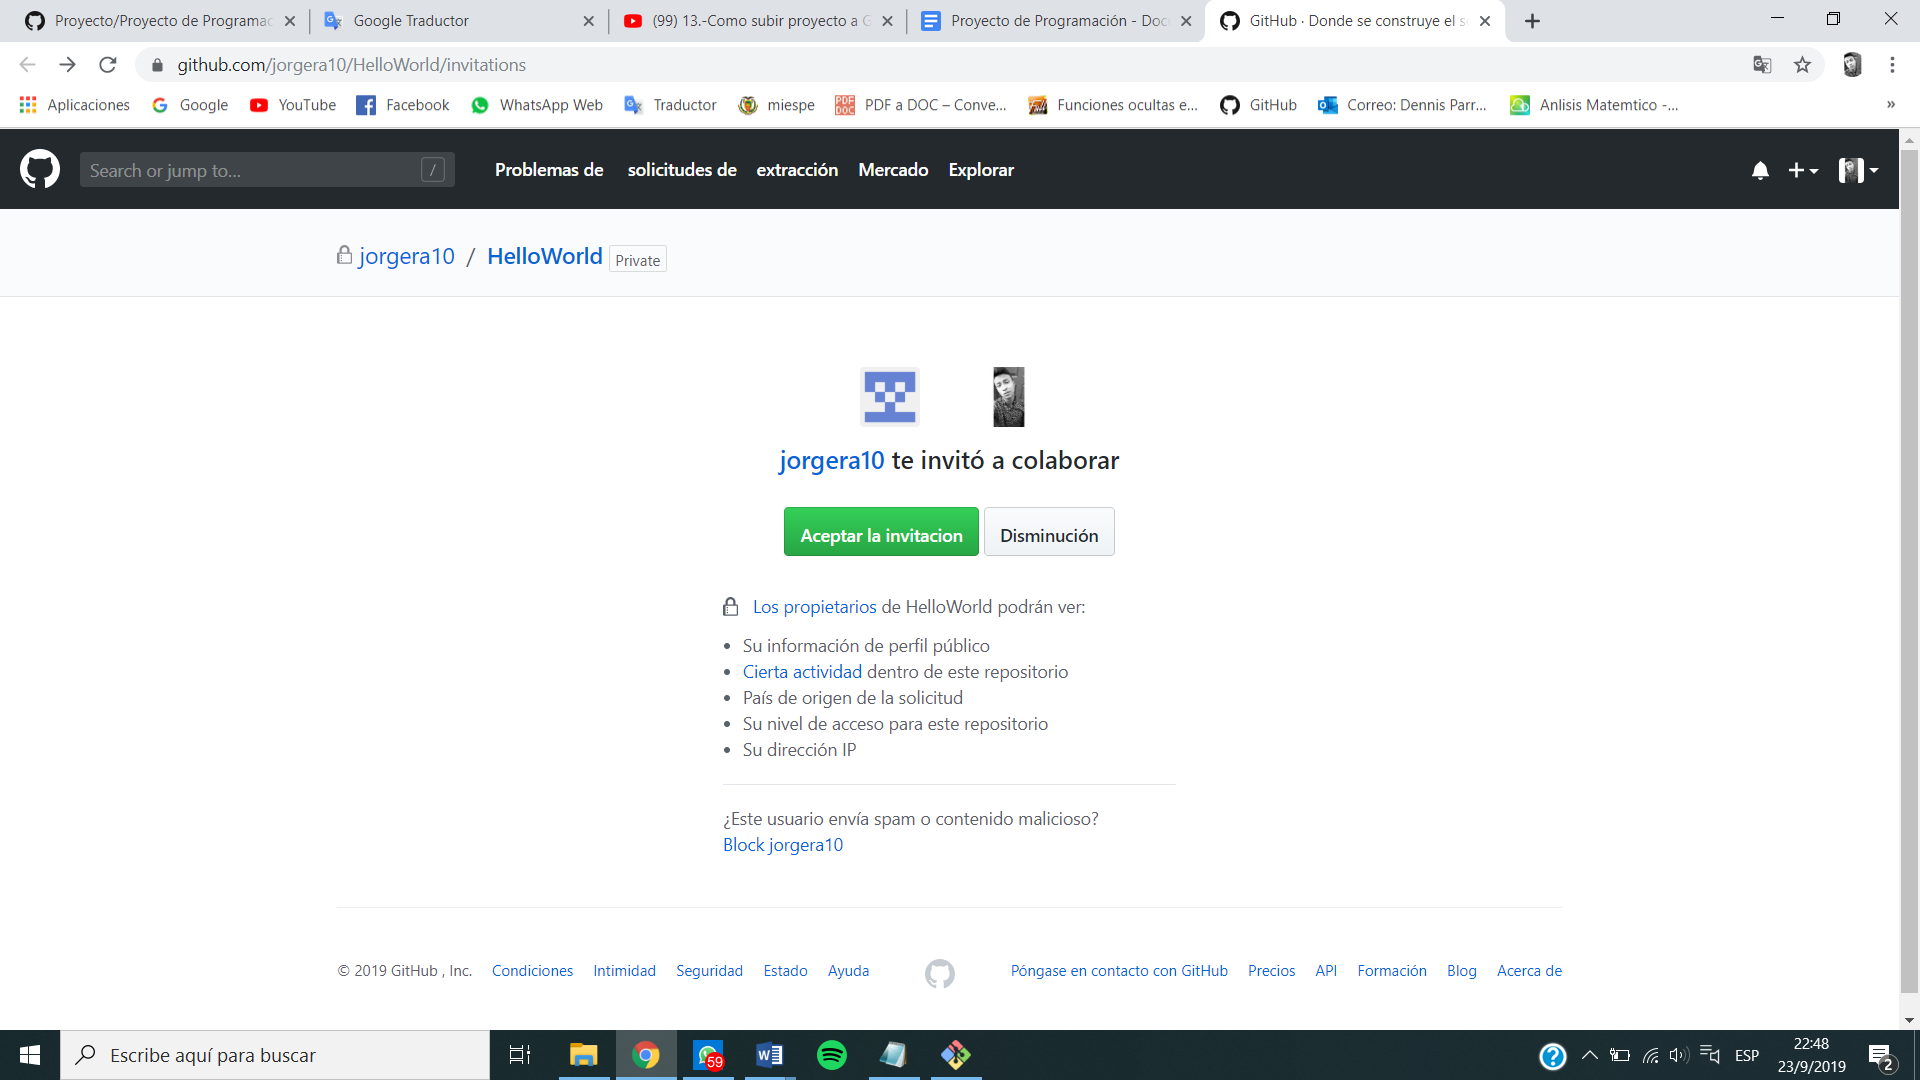 Proyecto/Proyecto de Programac
Google Traductor
(99) 13.-Como subir proyecto a G
Proyecto de Programación - Doc
GitHub · Donde se construye el s
github.com/jorgera10/HelloWorld/invitations
Aplicaciones
Google
YouTube
Facebook
WhatsApp Web
Traductor
miespe
PDF a DOC – Conve...
Funciones ocultas e...
GitHub
Correo: Dennis Parr...
Anlisis Matemtico -...
»
Search or jump to...
/
Problemas de
solicitudes de
extracción
Mercado
Explorar
jorgera10 / HelloWorld Private
jorgera10 te invitó a colaborar
Aceptar la invitacion
Disminución
Los propietarios de HelloWorld podrán ver:
• Su información de perfil público
• Cierta actividad dentro de este repositorio
• País de origen de la solicitud
• Su nivel de acceso para este repositorio
• Su dirección IP
¿Este usuario envía spam o contenido malicioso?
Block jorgera10
© 2019 GitHub , Inc.
Condiciones
Intimidad
Seguridad
Estado
Ayuda
Póngase en contacto con GitHub
Precios
API
Formación
Blog
Acerca de
Escribe aquí para buscar
59
ESP
22:48
23/9/2019
2